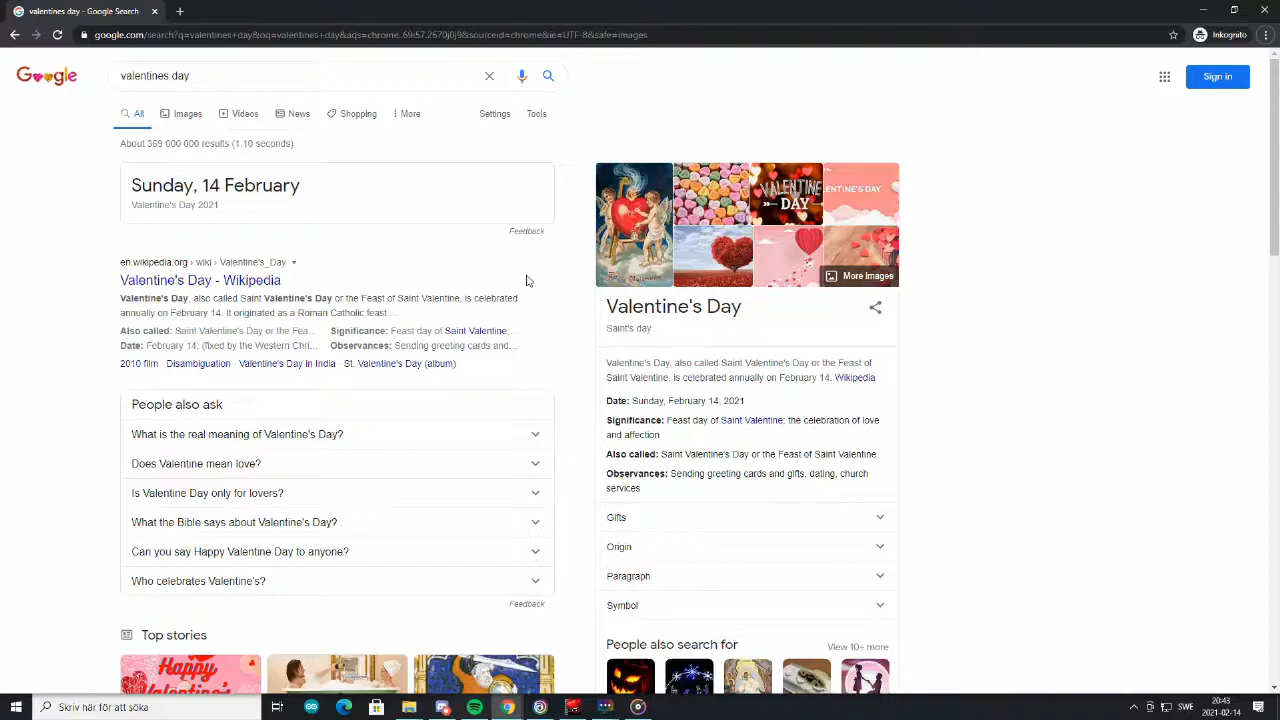 valentines day - Google Search
google.com/search?q=valentines+day&oq=valentines+day&aqs=chrome..69i57.2670j0j9&sourceid=chrome&ie=UTF-8&safe=images
Inkognito
Google
valentines day
Sign in
All
Images
Videos
News
Shopping
More
Settings
Tools
About 369 000 000 results (1.10 seconds)
Sunday, 14 February
Valentine's Day 2021
Feedback
en.wikipedia.org › wiki › Valentine's_Day
Valentine's Day - Wikipedia
Valentine's Day, also called Saint Valentine's Day or the Feast of Saint Valentine, is celebrated
annually on February 14. It originated as a Roman Catholic feast ...
Also called: Saint Valentine's Day or the Fea...
Significance: Feast day of Saint Valentine;...
Date: February 14; (fixed by the Western Chri...
Observances: Sending greeting cards and...
2010 film · Disambiguation · Valentine's Day in India · St. Valentine's Day (album)
People also ask
What is the real meaning of Valentine's Day?
Does Valentine mean love?
Is Valentine Day only for lovers?
What the Bible says about Valentine's Day?
Can you say Happy Valentine Day to anyone?
Who celebrates Valentine's?
Feedback
Top stories
Happy
Valentine's
VALENTINE
DAY
ENTINE'S DAY
More images
Valentine's Day
Saint's day
Valentine's Day, also called Saint Valentine's Day or the Feast of
Saint Valentine, is celebrated annually on February 14. Wikipedia
Date: Sunday, February 14, 2021
Significance: Feast day of Saint Valentine; the celebration of love
and affection
Also called: Saint Valentine's Day or the Feast of Saint Valentine
Observances: Sending greeting cards and gifts, dating, church
services
Gifts
Origin
Paragraph
Symbol
People also search for
View 10+ more
Skriv här för att söka
SWE
20:43
2021-02-14